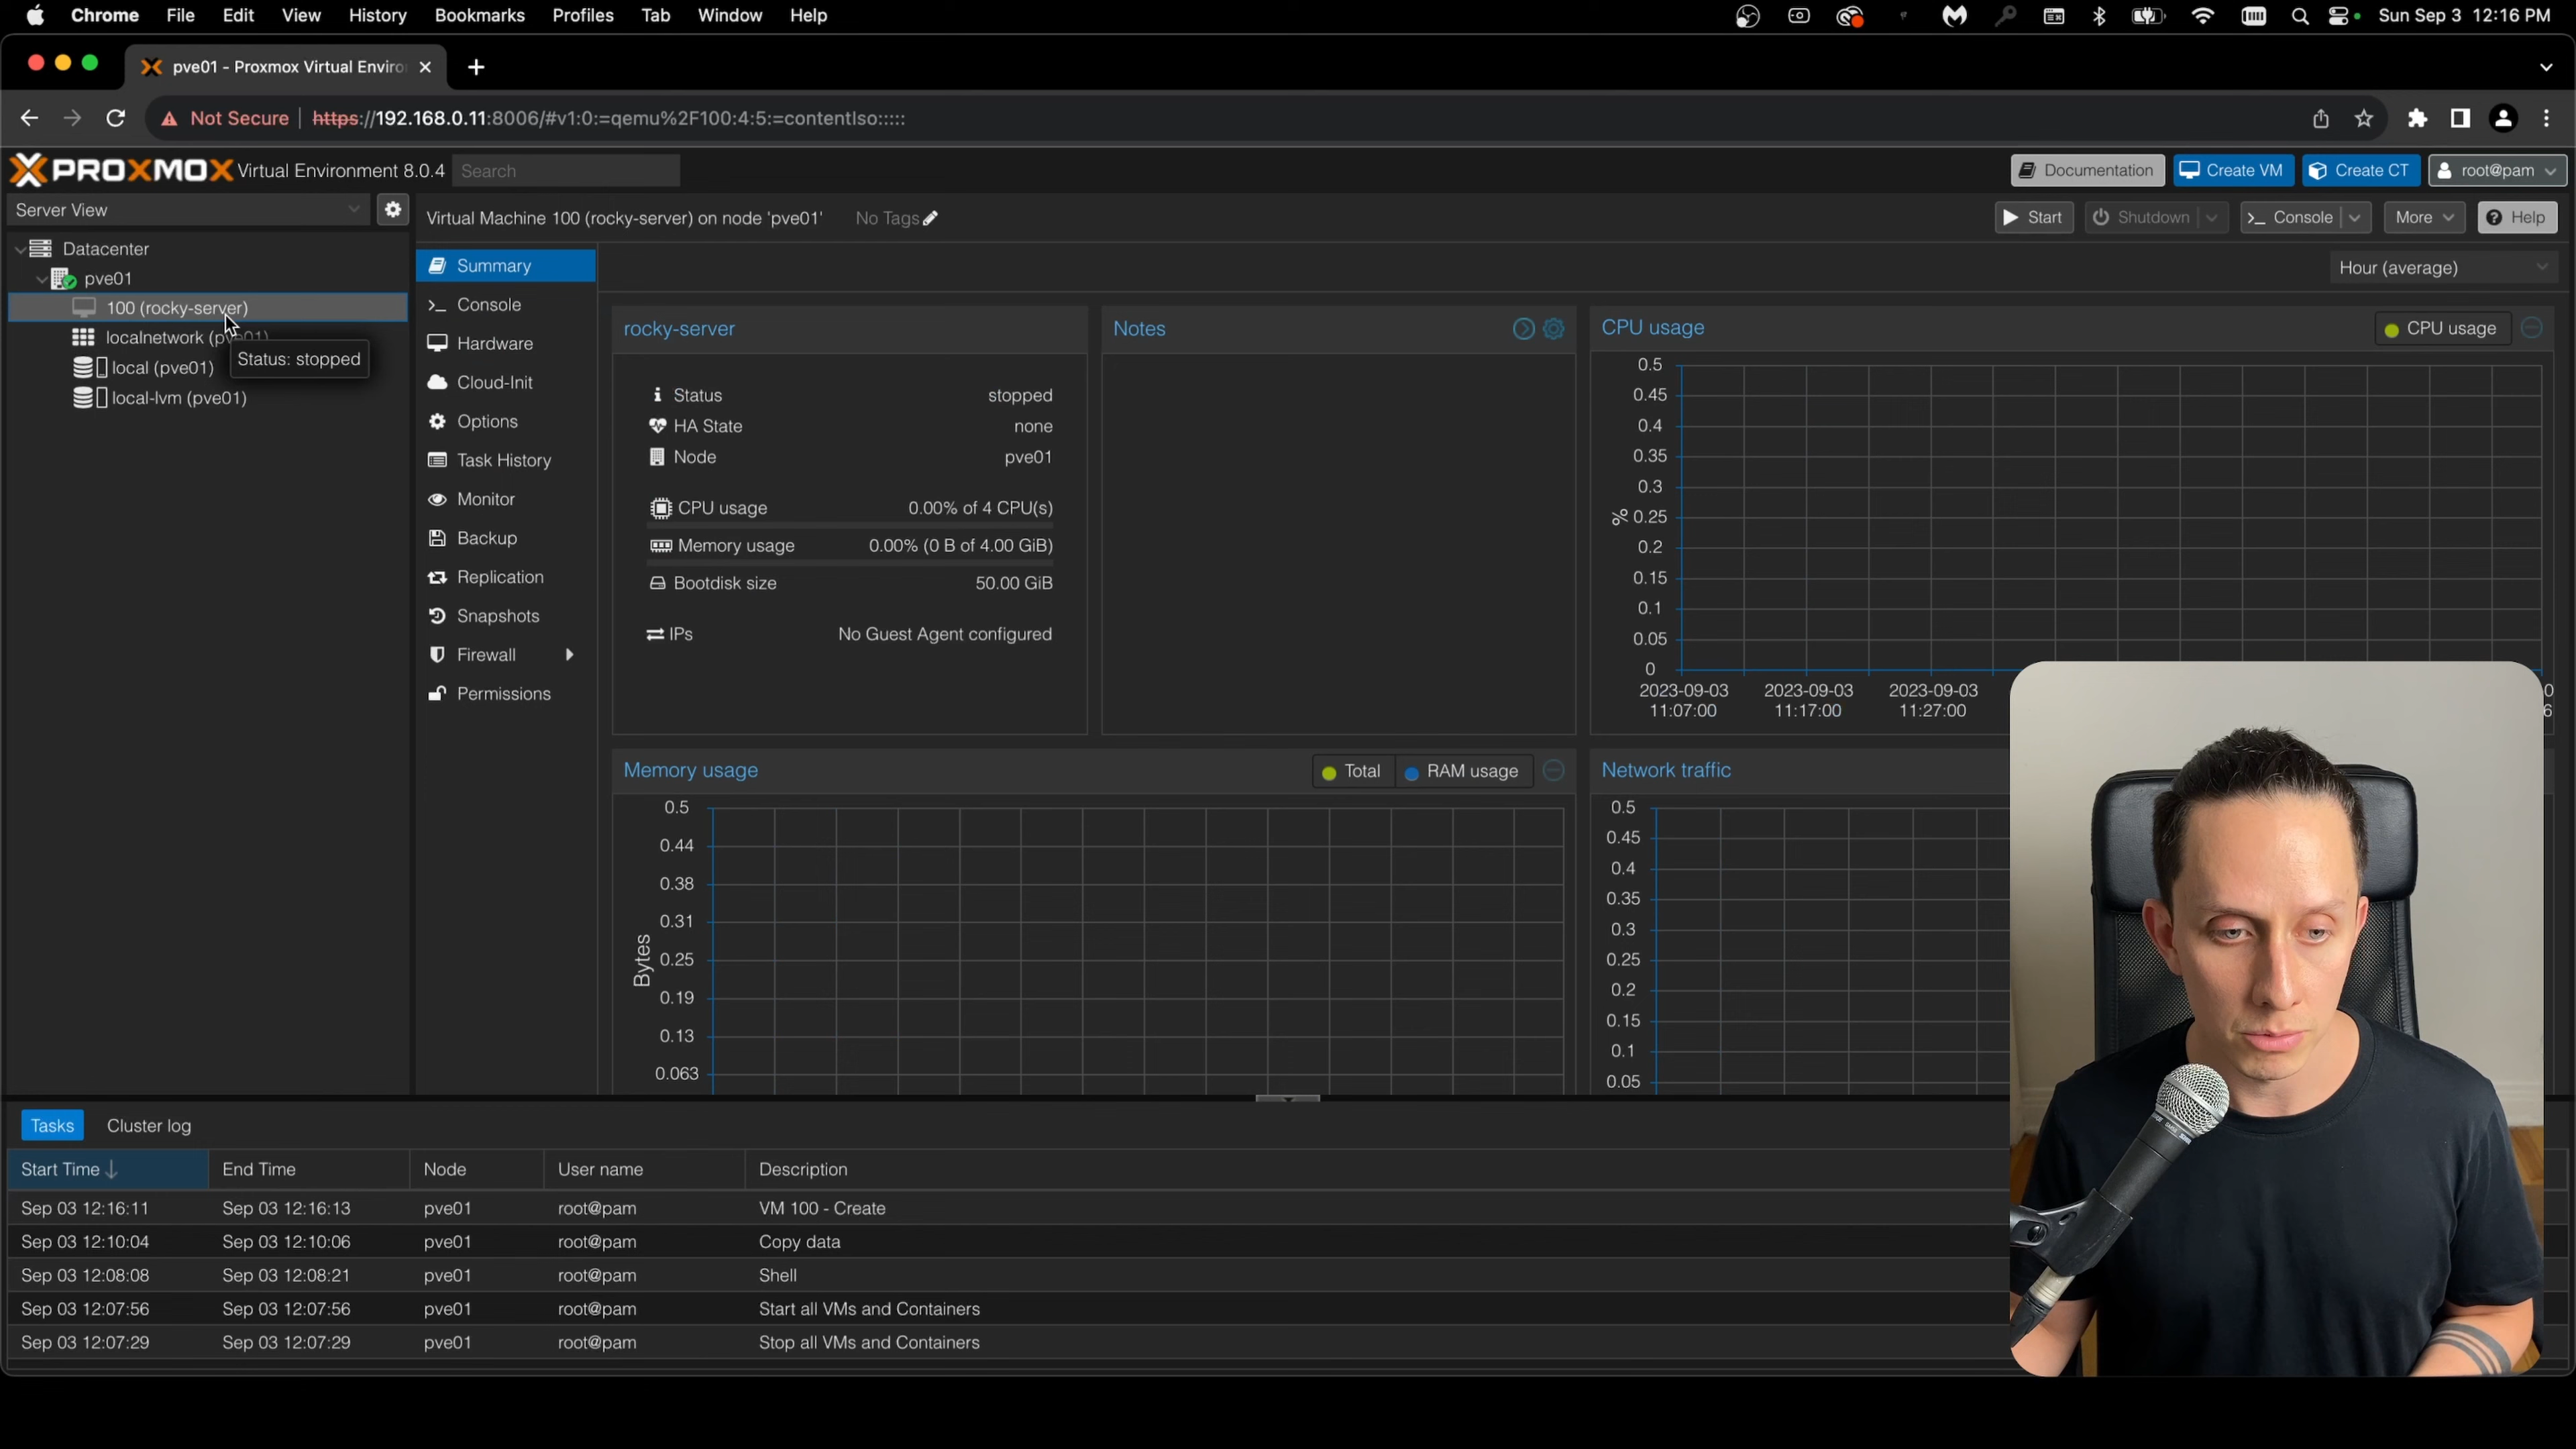 Chrome File Edit View History Bookmarks Profiles Tab Window Help Sun Sep 3 12:16 PM
pve01 - Proxmox Virtual Enviro
Not Secure https://192.168.0.11:8006/#v1:0:=qemu%2F100:4:5:=contentIso:::::
PROXMOX Virtual Environment 8.0.4 Search Documentation Create VM Create CT root@pam
Server View
Virtual Machine 100 (rocky-server) on node 'pve01' No Tags Start Shutdown Console More Help
Datacenter
pve01
100 (rocky-server)
localnetwork (pve01)
Status: stopped
local (pve01)
local-lvm (pve01)
Summary
Console
Hardware
Cloud-Init
Options
Task History
Monitor
Backup
Replication
Snapshots
Firewall
Permissions
Hour (average)
rocky-server
Status stopped
HA State none
Node pve01
CPU usage 0.00% of 4 CPU(s)
Memory usage 0.00% (0 B of 4.00 GiB)
Bootdisk size 50.00 GiB
IPs No Guest Agent configured
Notes
CPU usage CPU usage
0.5
0.45
0.4
0.35
0.3
% 0.25
0.2
0.15
0.1
0.05
0
2023-09-03 2023-09-03 2023-09-03
11:07:00 11:17:00 11:27:00
Memory usage Total RAM usage
0.5
0.44
0.38
0.31
Bytes
0.25
0.19
0.13
0.063
Network traffic
0.5
0.45
0.4
0.35
0.3
0.25
0.2
0.15
0.1
0.05
Tasks Cluster log
Start Time End Time Node User name Description
Sep 03 12:16:11 Sep 03 12:16:13 pve01 root@pam VM 100 - Create
Sep 03 12:10:04 Sep 03 12:10:06 pve01 root@pam Copy data
Sep 03 12:08:08 Sep 03 12:08:21 pve01 root@pam Shell
Sep 03 12:07:56 Sep 03 12:07:56 pve01 root@pam Start all VMs and Containers
Sep 03 12:07:29 Sep 03 12:07:29 pve01 root@pam Stop all VMs and Containers